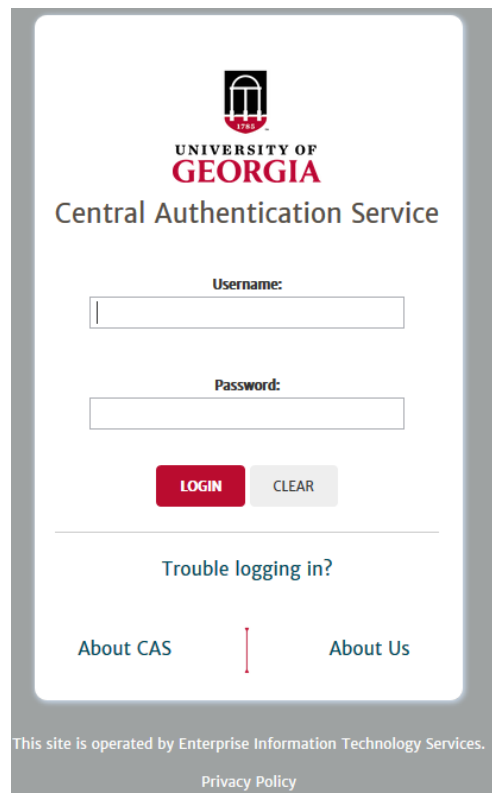 1785
UNIVERSITY OF
GEORGIA
Central Authentication Service
Username:
Password:
LOGIN CLEAR
Trouble logging in?
About CAS About Us
This site is operated by Enterprise Information Technology Services.
Privacy Policy